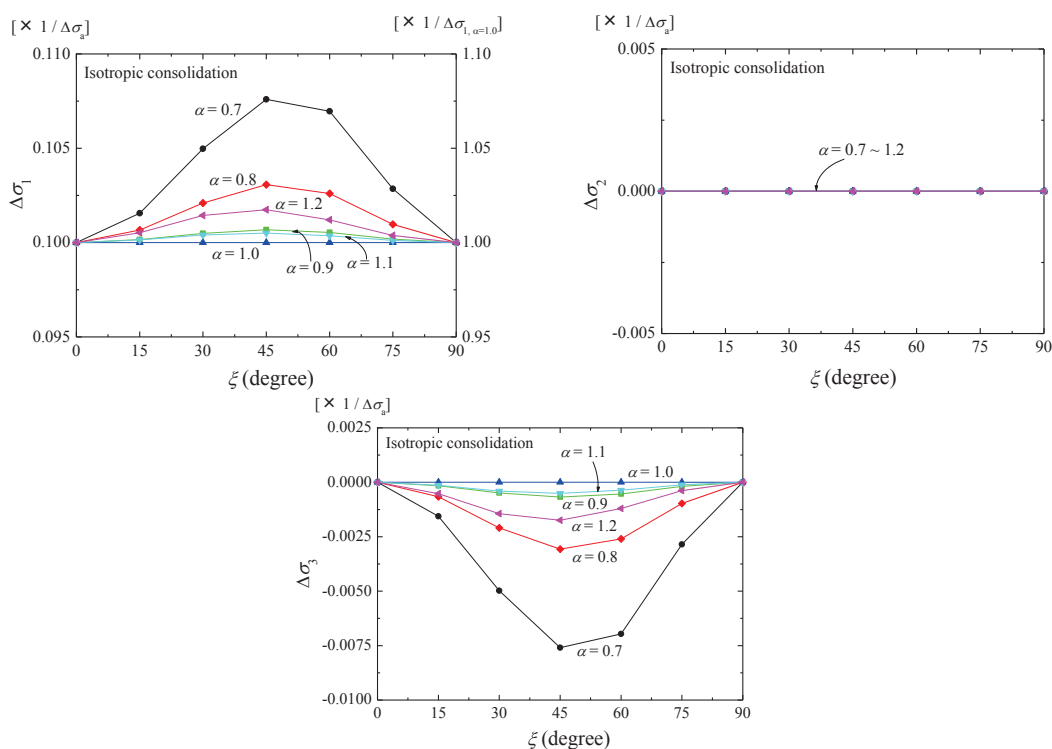 [ × 1 / Δσa]
[ × 1 / Δσ1, α=1.0]
0.110
1.10
Isotropic consolidation
α = 0.7
0.105
1.05
α = 0.8
α = 1.2
0.100
1.00
α = 1.0
α = 0.9
α = 1.1
0.095
0.95
Δσ1
0 15 30 45 60 75 90
ξ (degree)
[ × 1 / Δσa]
0.005
Isotropic consolidation
α = 0.7 ~ 1.2
0.000
-0.005
Δσ2
0 15 30 45 60 75 90
ξ (degree)
[ × 1 / Δσa]
0.0025
Isotropic consolidation
α = 1.1
α = 1.0
0.0000
α = 0.9
α = 1.2
-0.0025
α = 0.8
-0.0050
-0.0075
α = 0.7
-0.0100
Δσ3
0 15 30 45 60 75 90
ξ (degree)